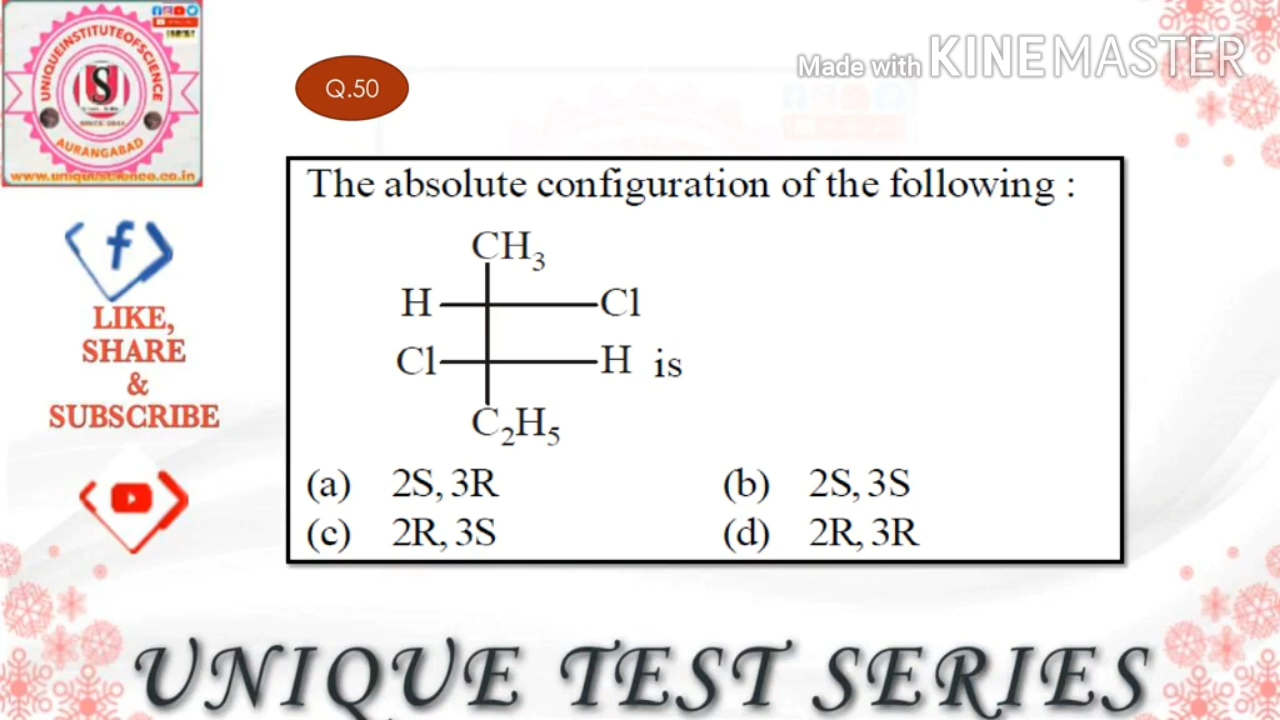 UNIQUEINSTITUTEOFSCIENCE
AURANGABAD
Made with KINEMASTER
Q.50
The absolute configuration of the following :
CH₃
H Cl
Cl H is
C₂H₅
(a) 2S, 3R (b) 2S, 3S
(c) 2R, 3S (d) 2R, 3R
f
LIKE,
SHARE
&
SUBSCRIBE
UNIQUE TEST SERIES